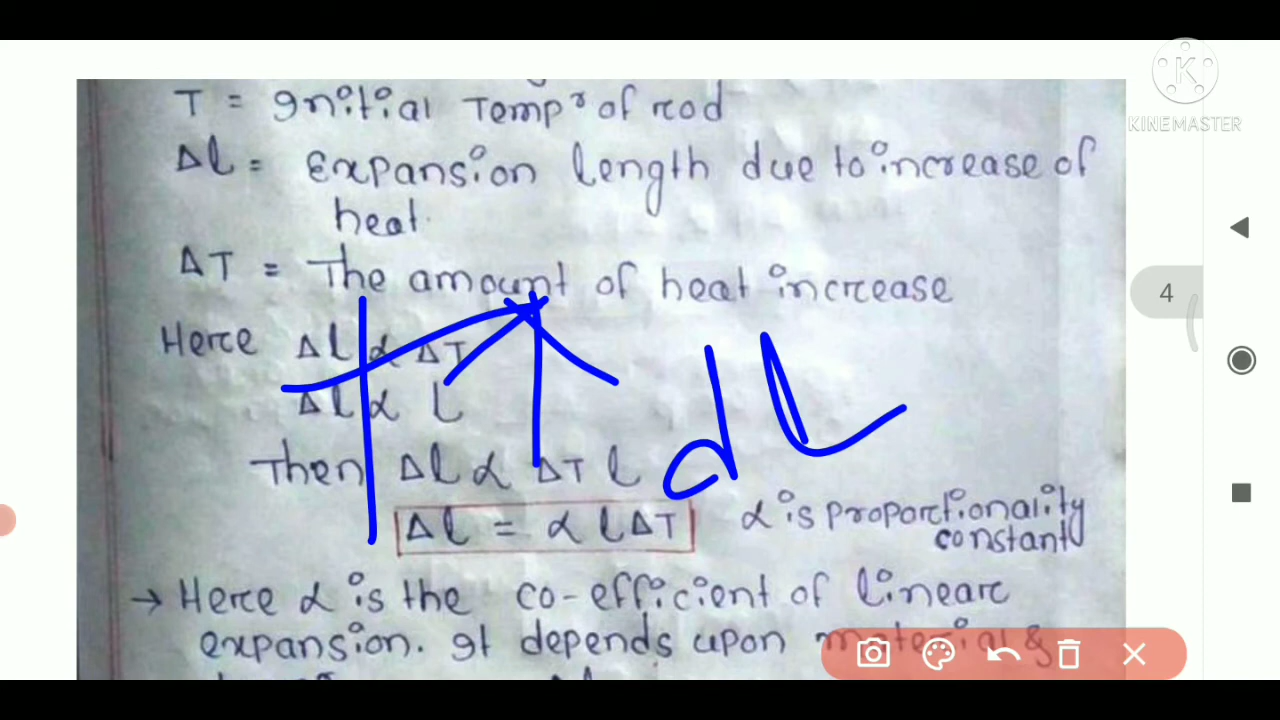 T = Initial Temp^r of rod
Δl = Expansion length due to increase of
heat.
ΔT = The amount of heat increase
Here Δl α ΔT
Δl α l
Then Δl α ΔT l
dl
Δl = α l ΔT
α is proportionality
constant
→ Here α is the co-efficient of linear
expansion. It depends upon material &
KINEMASTER
4